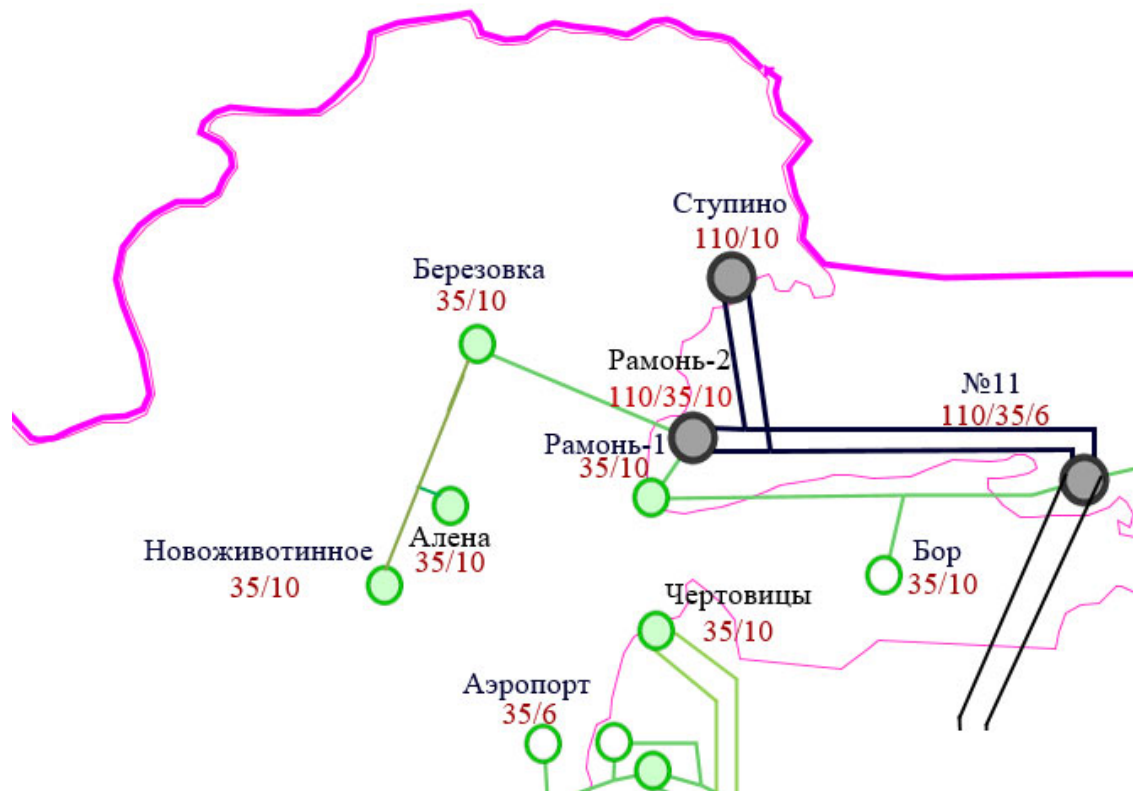 Ступино
110/10
Березовка
35/10
Рамонь-2
110/35/10
№11
110/35/6
Рамонь-1
35/10
Алена
35/10
Новоживотинное
35/10
Бор
35/10
Чертовицы
35/10
Аэропорт
35/6